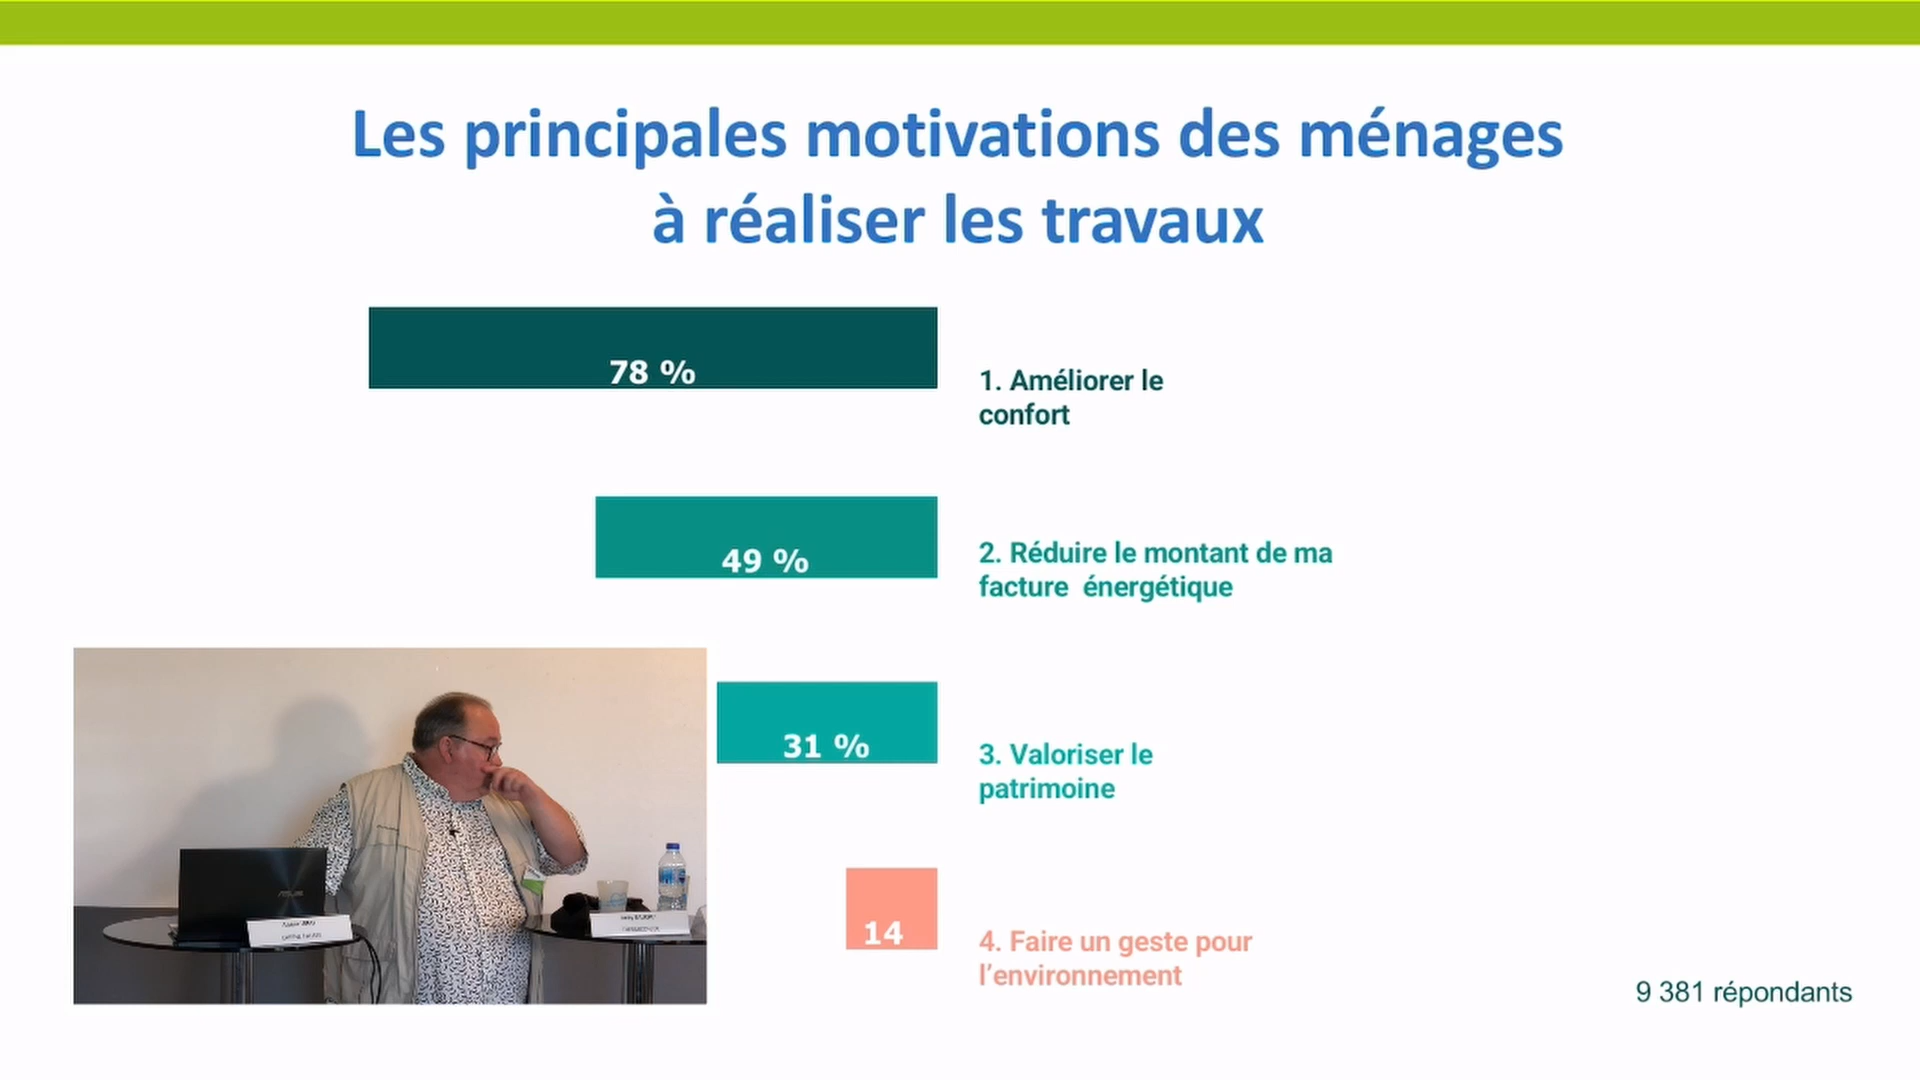 Les principales motivations des ménages
à réaliser les travaux
78 %
1. Améliorer le
confort
49 %
2. Réduire le montant de ma
facture énergétique
31 %
3. Valoriser le
patrimoine
14
4. Faire un geste pour
l’environnement
9 381 répondants
ASUS